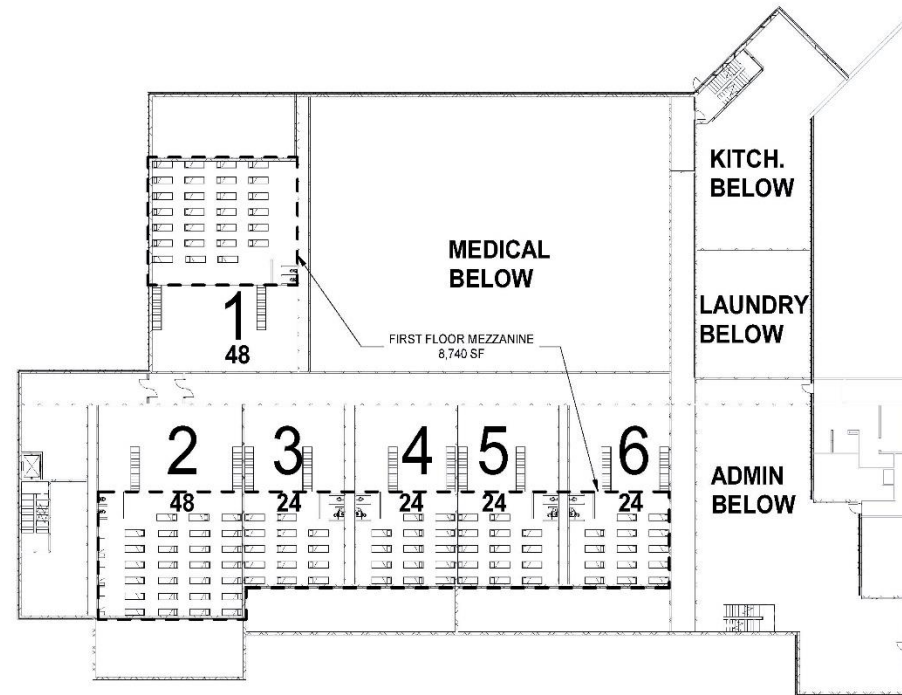 KITCH.
BELOW
MEDICAL
BELOW
1
48
LAUNDRY
BELOW
FIRST FLOOR MEZZANINE
8,740 SF
2
3
4
5
6
48
24
24
24
24
ADMIN
BELOW